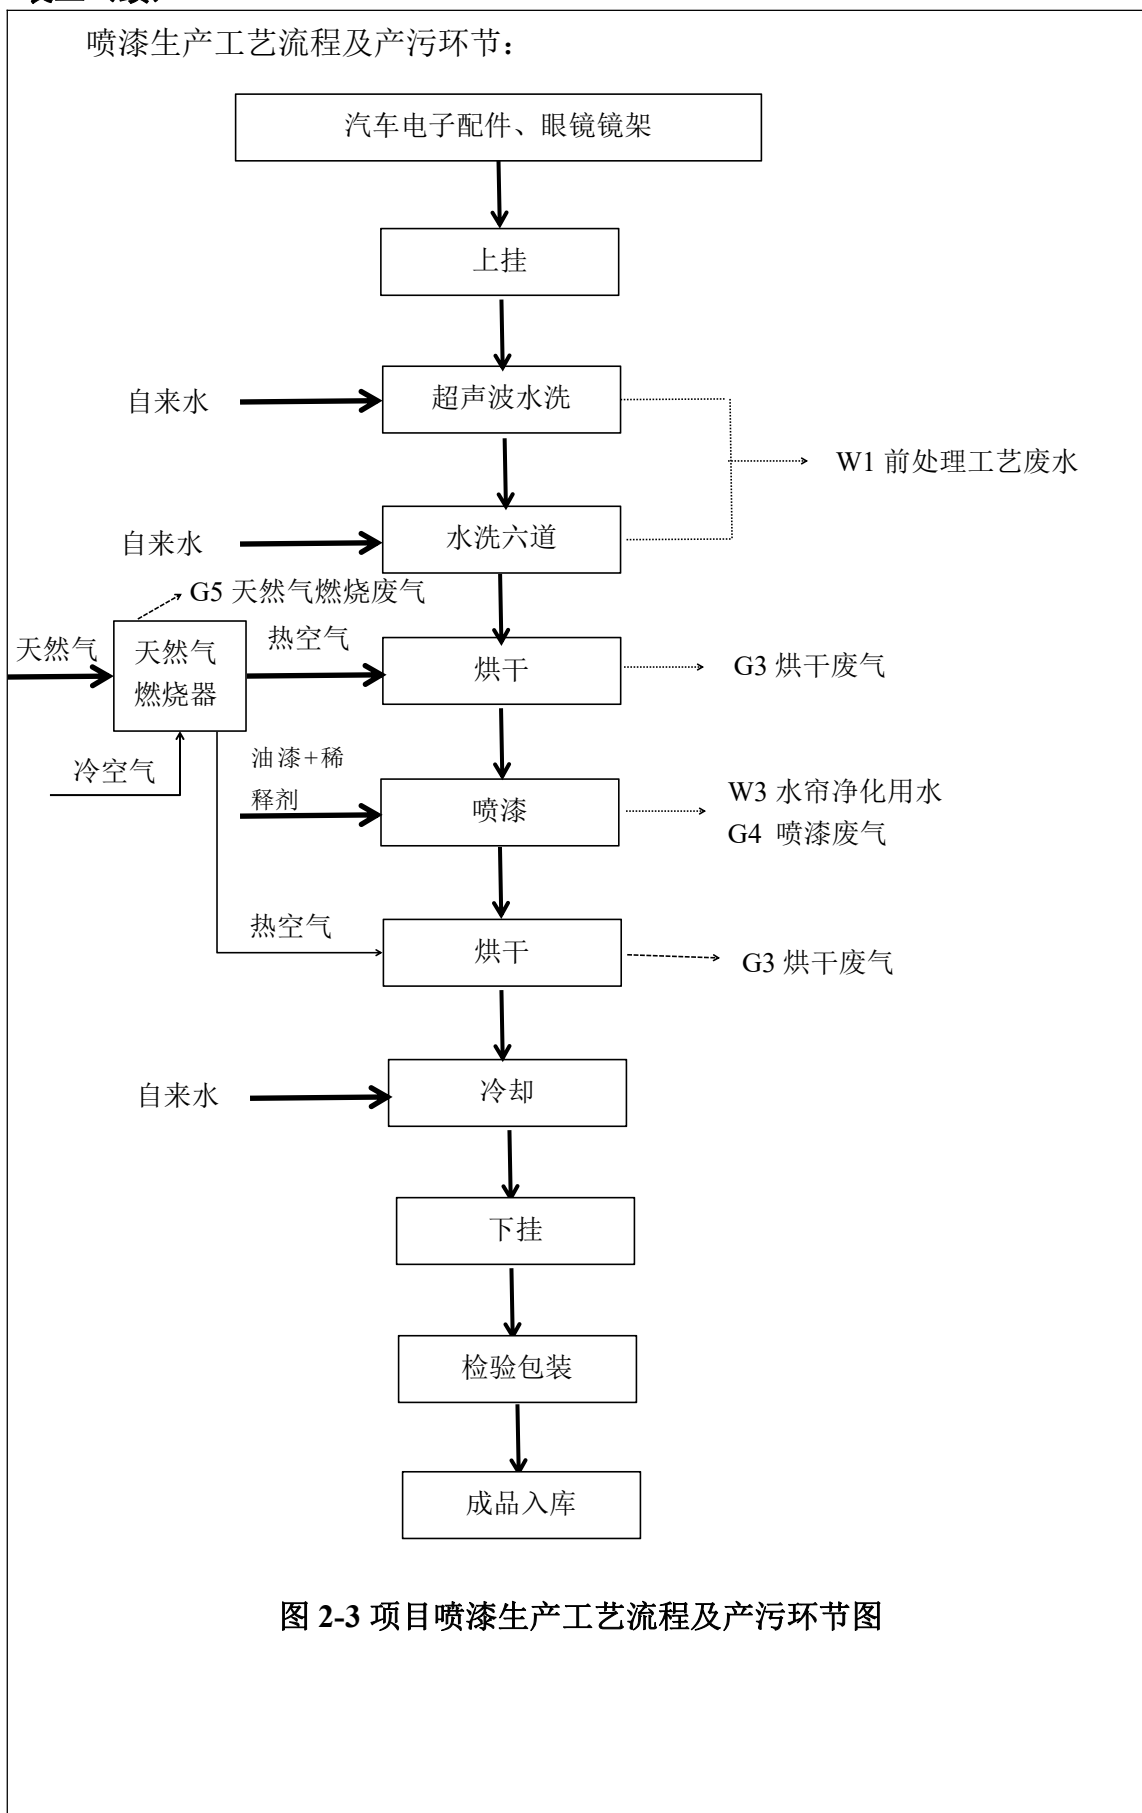 喷漆生产工艺流程及产污环节：
汽车电子配件、眼镜镜架
上挂
自来水
超声波水洗
W1 前处理工艺废水
自来水
水洗六道
G5 天然气燃烧废气
天然气
天然气
燃烧器
热空气
烘干
G3 烘干废气
冷空气
油漆+稀
释剂
喷漆
W3 水帘净化用水
G4 喷漆废气
热空气
烘干
G3 烘干废气
自来水
冷却
下挂
检验包装
成品入库
图 2-3 项目喷漆生产工艺流程及产污环节图